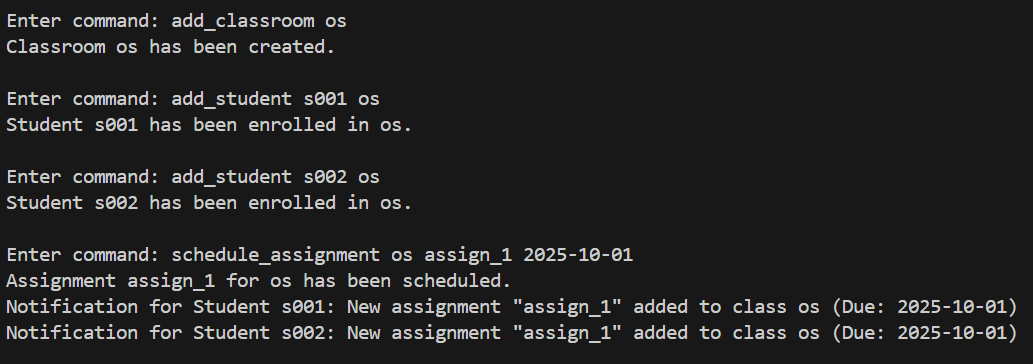 Enter command: add_classroom os
Classroom os has been created.
Enter command: add_student s001 os
Student s001 has been enrolled in os.
Enter command: add_student s002 os
Student s002 has been enrolled in os.
Enter command: schedule_assignment os assign_1 2025-10-01
Assignment assign_1 for os has been scheduled.
Notification for Student s001: New assignment "assign_1" added to class os (Due: 2025-10-01)
Notification for Student s002: New assignment "assign_1" added to class os (Due: 2025-10-01)